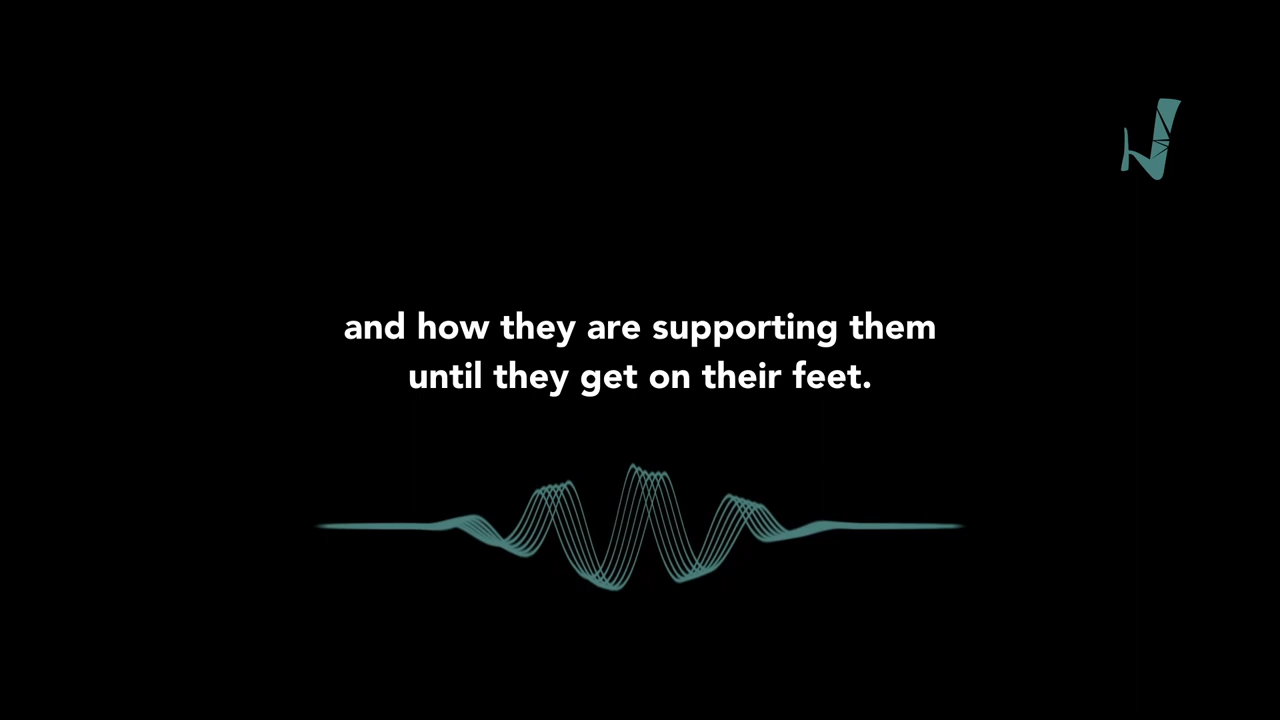 and how they are supporting them
until they get on their feet.